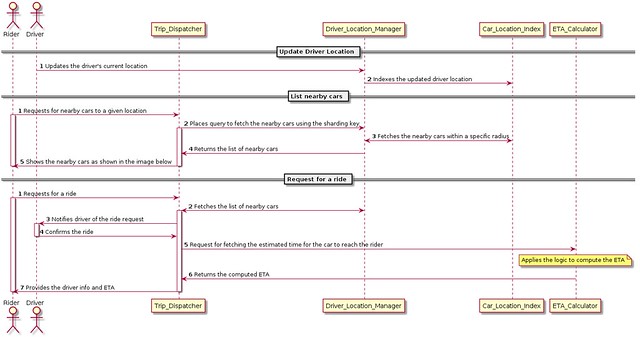 Rider Driver Trip_Dispatcher Driver_Location_Manager Car_Location_Index ETA_Calculator
Update Driver Location
1 Updates the driver's current location
2 Indexes the updated driver location
List nearby cars
1 Requests for nearby cars to a given location
2 Places query to fetch the nearby cars using the sharding key
3 Fetches the nearby cars within a specific radius
4 Returns the list of nearby cars
5 Shows the nearby cars as shown in the image below
Request for a ride
1 Requests for a ride
2 Fetches the list of nearby cars
3 Notifies driver of the ride request
4 Confirms the ride
5 Request for fetching the estimated time for the car to reach the rider
Applies the logic to compute the ETA
6 Returns the computed ETA
7 Provides the driver info and ETA
Rider Driver Trip_Dispatcher Driver_Location_Manager Car_Location_Index ETA_Calculator